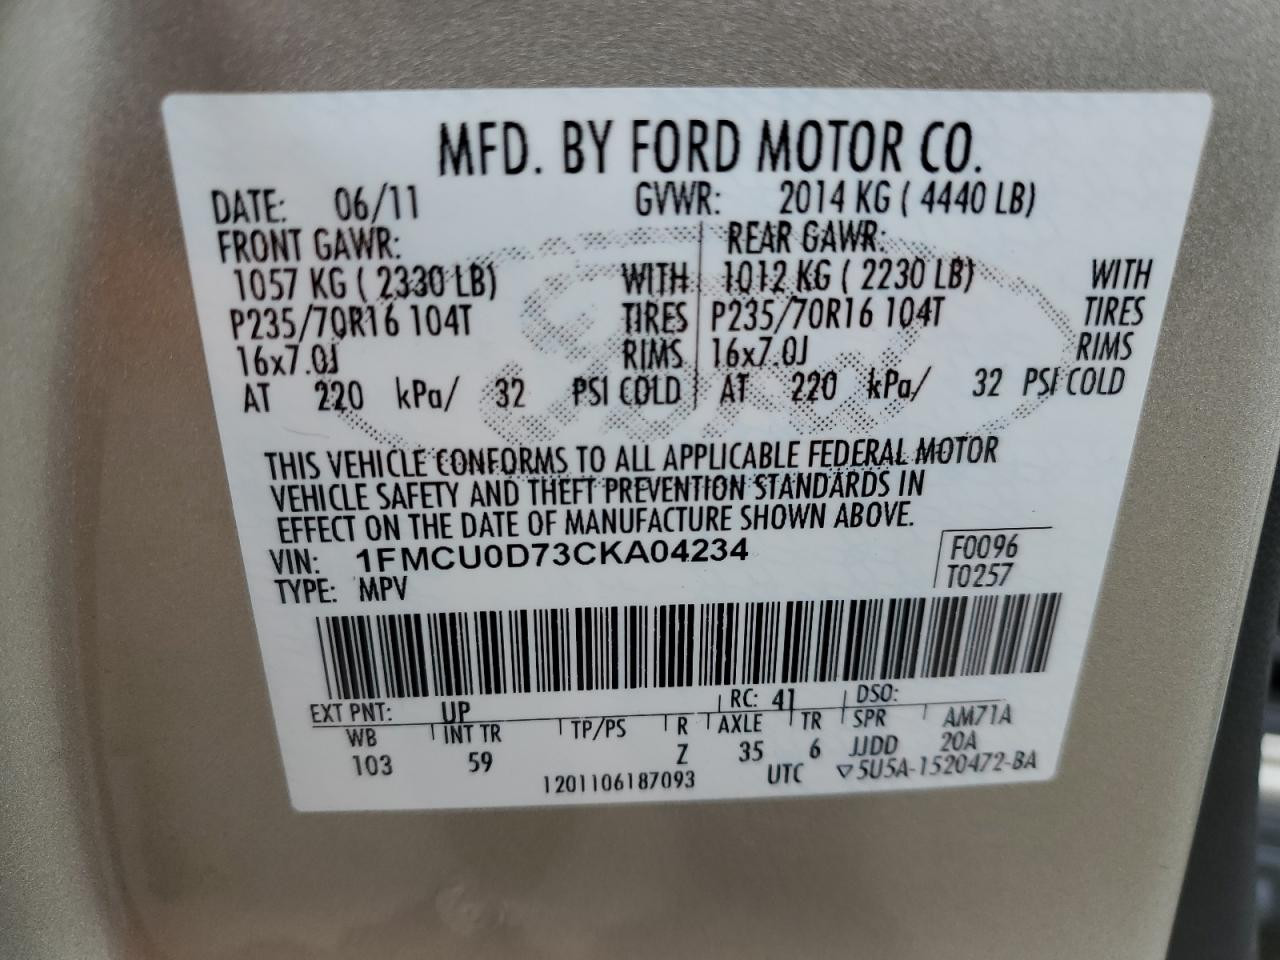 MFD. BY FORD MOTOR CO.
DATE: 06/11 GVWR: 2014 KG ( 4440 LB)
FRONT GAWR: REAR GAWR:
1057 KG ( 2330 LB) WITH 1012 KG ( 2230 LB) WITH
P235/70R16 104T TIRES P235/70R16 104T TIRES
16x7.0J RIMS 16x7.0J RIMS
AT 220 kPa/ 32 PSI COLD AT 220 kPa/ 32 PSI COLD
THIS VEHICLE CONFORMS TO ALL APPLICABLE FEDERAL MOTOR
VEHICLE SAFETY AND THEFT PREVENTION STANDARDS IN
EFFECT ON THE DATE OF MANUFACTURE SHOWN ABOVE.
VIN: 1FMCU0D73CKA04234 F0096
TYPE: MPV T0257
EXT PNT: UP RC: 41 DSO:
WB INT TR TP/PS R AXLE TR SPR AM71A
103 59 Z 35 6 JJDD 20A
1201106187093 UTC ▽5U5A-1520472-BA